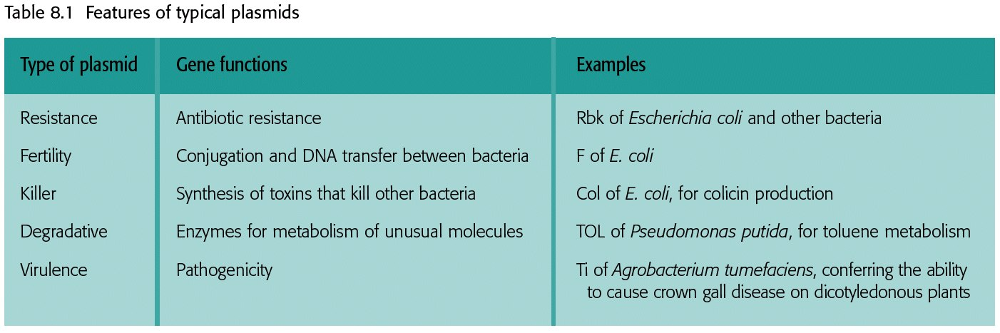 Table 8.1 Features of typical plasmids
Type of plasmid Gene functions Examples
Resistance Antibiotic resistance Rbk of Escherichia coli and other bacteria
Fertility Conjugation and DNA transfer between bacteria F of E. coli
Killer Synthesis of toxins that kill other bacteria Col of E. coli, for colicin production
Degradative Enzymes for metabolism of unusual molecules TOL of Pseudomonas putida, for toluene metabolism
Virulence Pathogenicity Ti of Agrobacterium tumefaciens, conferring the ability
to cause crown gall disease on dicotyledonous plants